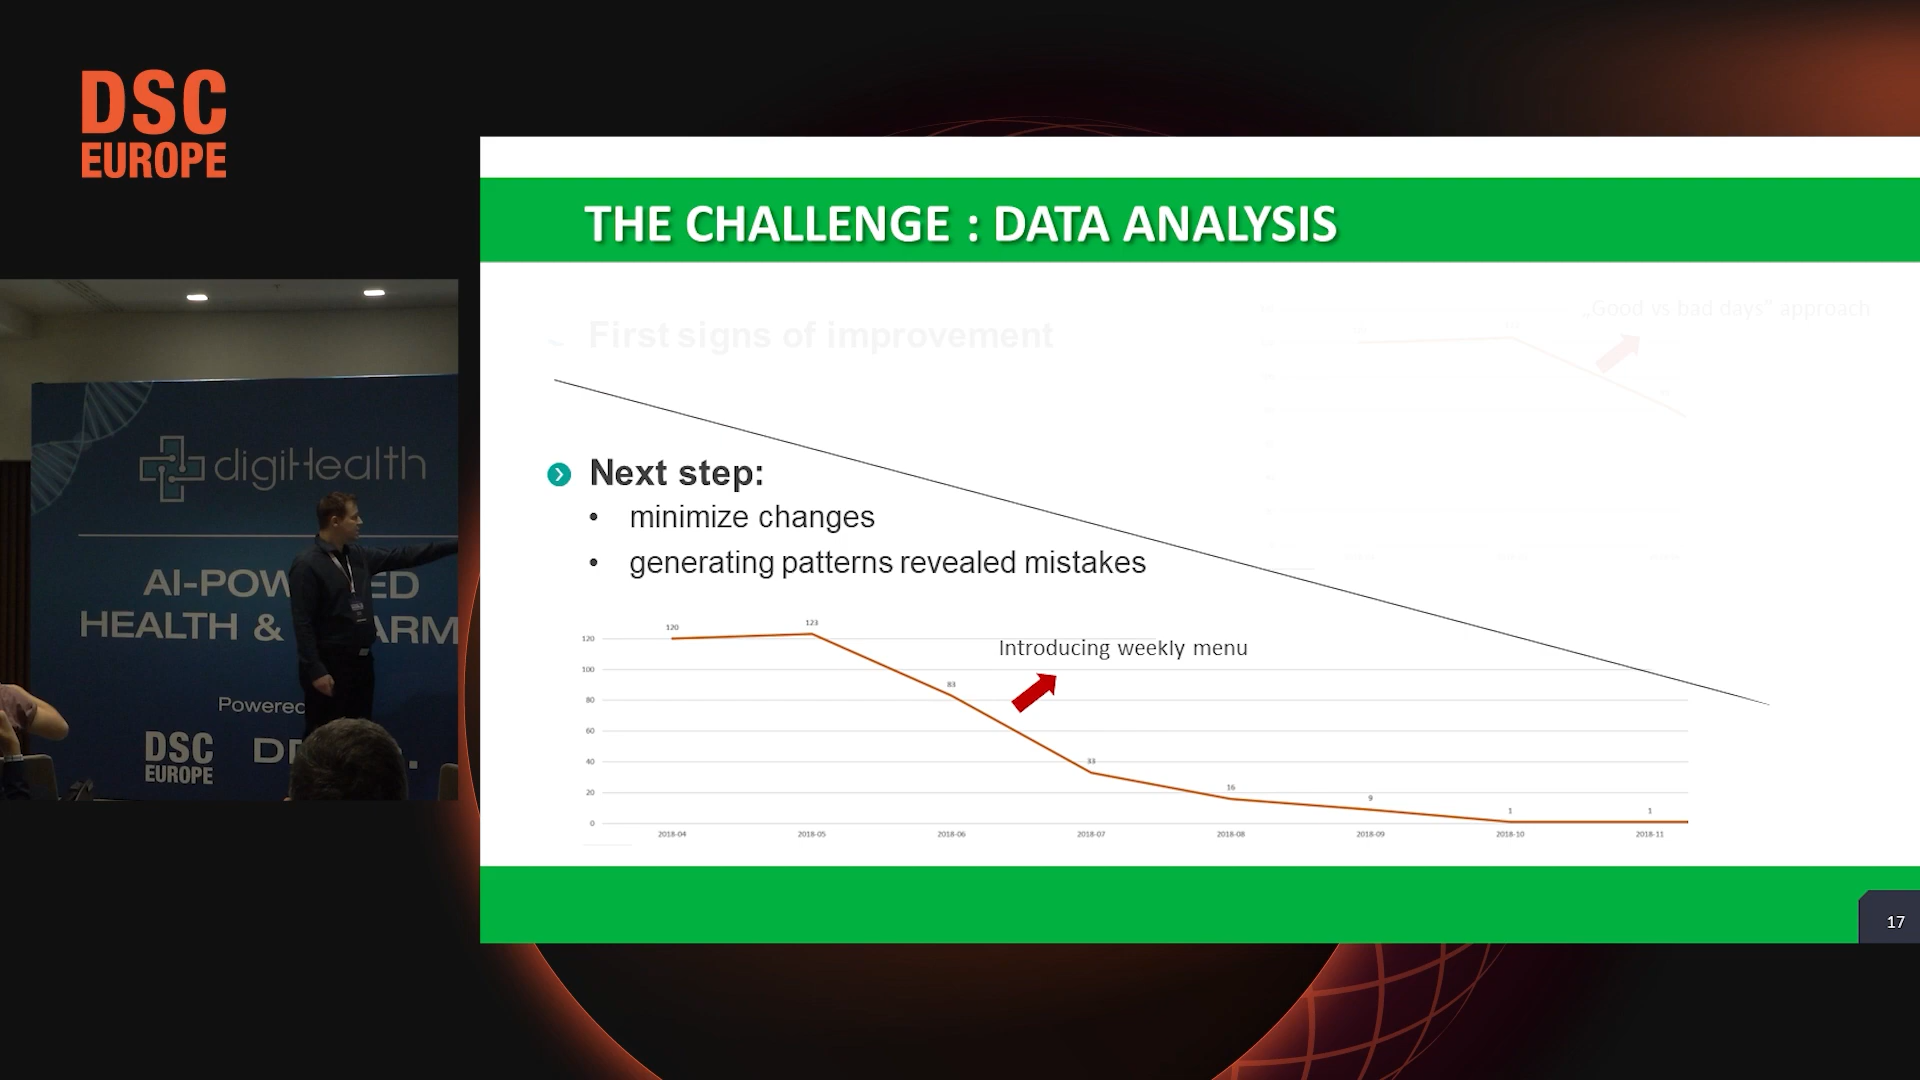 DSC
EUROPE
THE CHALLENGE : DATA ANALYSIS
„Good vs bad days" approach
First signs of improvement
Next step:
• minimize changes
• generating patterns revealed mistakes
Introducing weekly menu
120
100
80
60
40
20
0
120
123
83
33
16
9
1
1
2018-04
2018-05
2018-06
2018-07
2018-08
2018-09
2018-10
2018-11
17
digiHealth
AI-POW ED
HEALTH & ARM
Powered
DSC
EUROPE